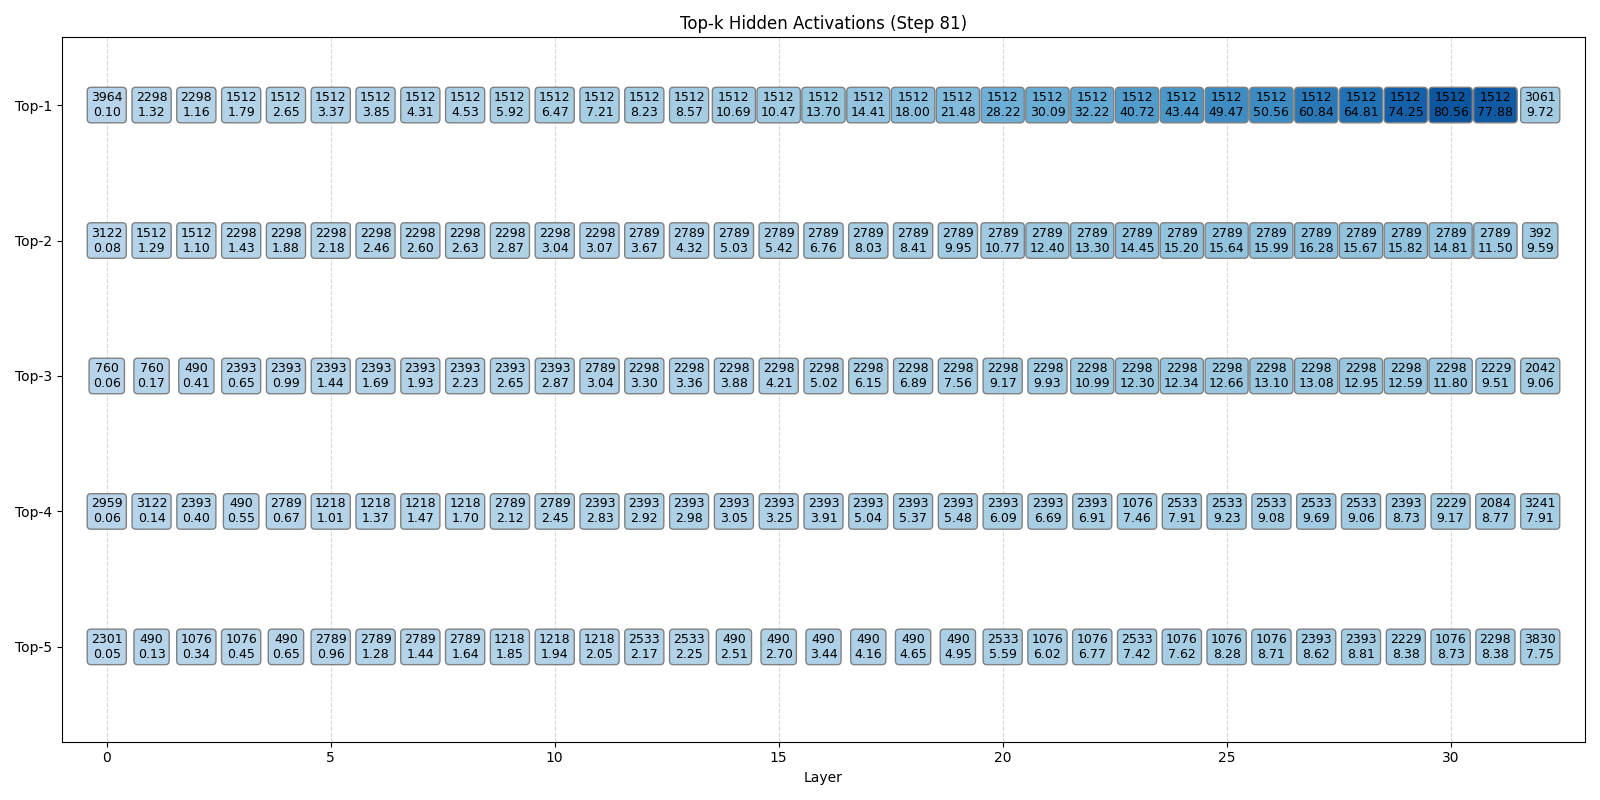 Top-k Hidden Activations (Step 81)
Top-1
3964 2298 2298 1512 1512 1512 1512 1512 1512 1512 1512 1512 1512 1512 1512 1512 1512 1512 1512 1512 1512 1512 1512 1512 1512 1512 1512 1512 1512 1512 1512 1512 3061
0.10 1.32 1.16 1.79 2.65 3.37 3.85 4.31 4.53 5.92 6.47 7.21 8.23 8.57 10.69 10.47 13.70 14.41 18.00 21.48 28.22 30.09 32.22 40.72 43.44 49.47 50.56 60.84 64.81 74.25 80.56 77.88 9.72
Top-2
3122 1512 1512 2298 2298 2298 2298 2298 2298 2298 2298 2298 2789 2789 2789 2789 2789 2789 2789 2789 2789 2789 2789 2789 2789 2789 2789 2789 2789 2789 2789 2789 392
0.08 1.29 1.10 1.43 1.88 2.18 2.46 2.60 2.63 2.87 3.04 3.07 3.67 4.32 5.03 5.42 6.76 8.03 8.41 9.95 10.77 12.40 13.30 14.45 15.20 15.64 15.99 16.28 15.67 15.82 14.81 11.50 9.59
Top-3
760 760 490 2393 2393 2393 2393 2393 2393 2393 2393 2789 2298 2298 2298 2298 2298 2298 2298 2298 2298 2298 2298 2298 2298 2298 2298 2298 2298 2298 2298 2229 2042
0.06 0.17 0.41 0.65 0.99 1.44 1.69 1.93 2.23 2.65 2.87 3.04 3.30 3.36 3.88 4.21 5.02 6.15 6.89 7.56 9.17 9.93 10.99 12.30 12.34 12.66 13.10 13.08 12.95 12.59 11.80 9.51 9.06
Top-4
2959 3122 2393 490 2789 1218 1218 1218 1218 2789 2789 2393 2393 2393 2393 2393 2393 2393 2393 2393 2393 2393 2393 1076 2533 2533 2533 2533 2533 2393 2229 2084 3241
0.06 0.14 0.40 0.55 0.67 1.01 1.37 1.47 1.70 2.12 2.45 2.83 2.92 2.98 3.05 3.25 3.91 5.04 5.37 5.48 6.09 6.69 6.91 7.46 7.91 9.23 9.08 9.69 9.06 8.73 9.17 8.77 7.91
Top-5
2301 490 1076 1076 490 2789 2789 2789 2789 1218 1218 1218 2533 2533 490 490 490 490 490 490 2533 1076 1076 2533 1076 1076 1076 2393 2393 2229 1076 2298 3830
0.05 0.13 0.34 0.45 0.65 0.96 1.28 1.44 1.64 1.85 1.94 2.05 2.17 2.25 2.51 2.70 3.44 4.16 4.65 4.95 5.59 6.02 6.77 7.42 7.62 8.28 8.71 8.62 8.81 8.38 8.73 8.38 7.75
0 5 10 15 20 25 30
Layer